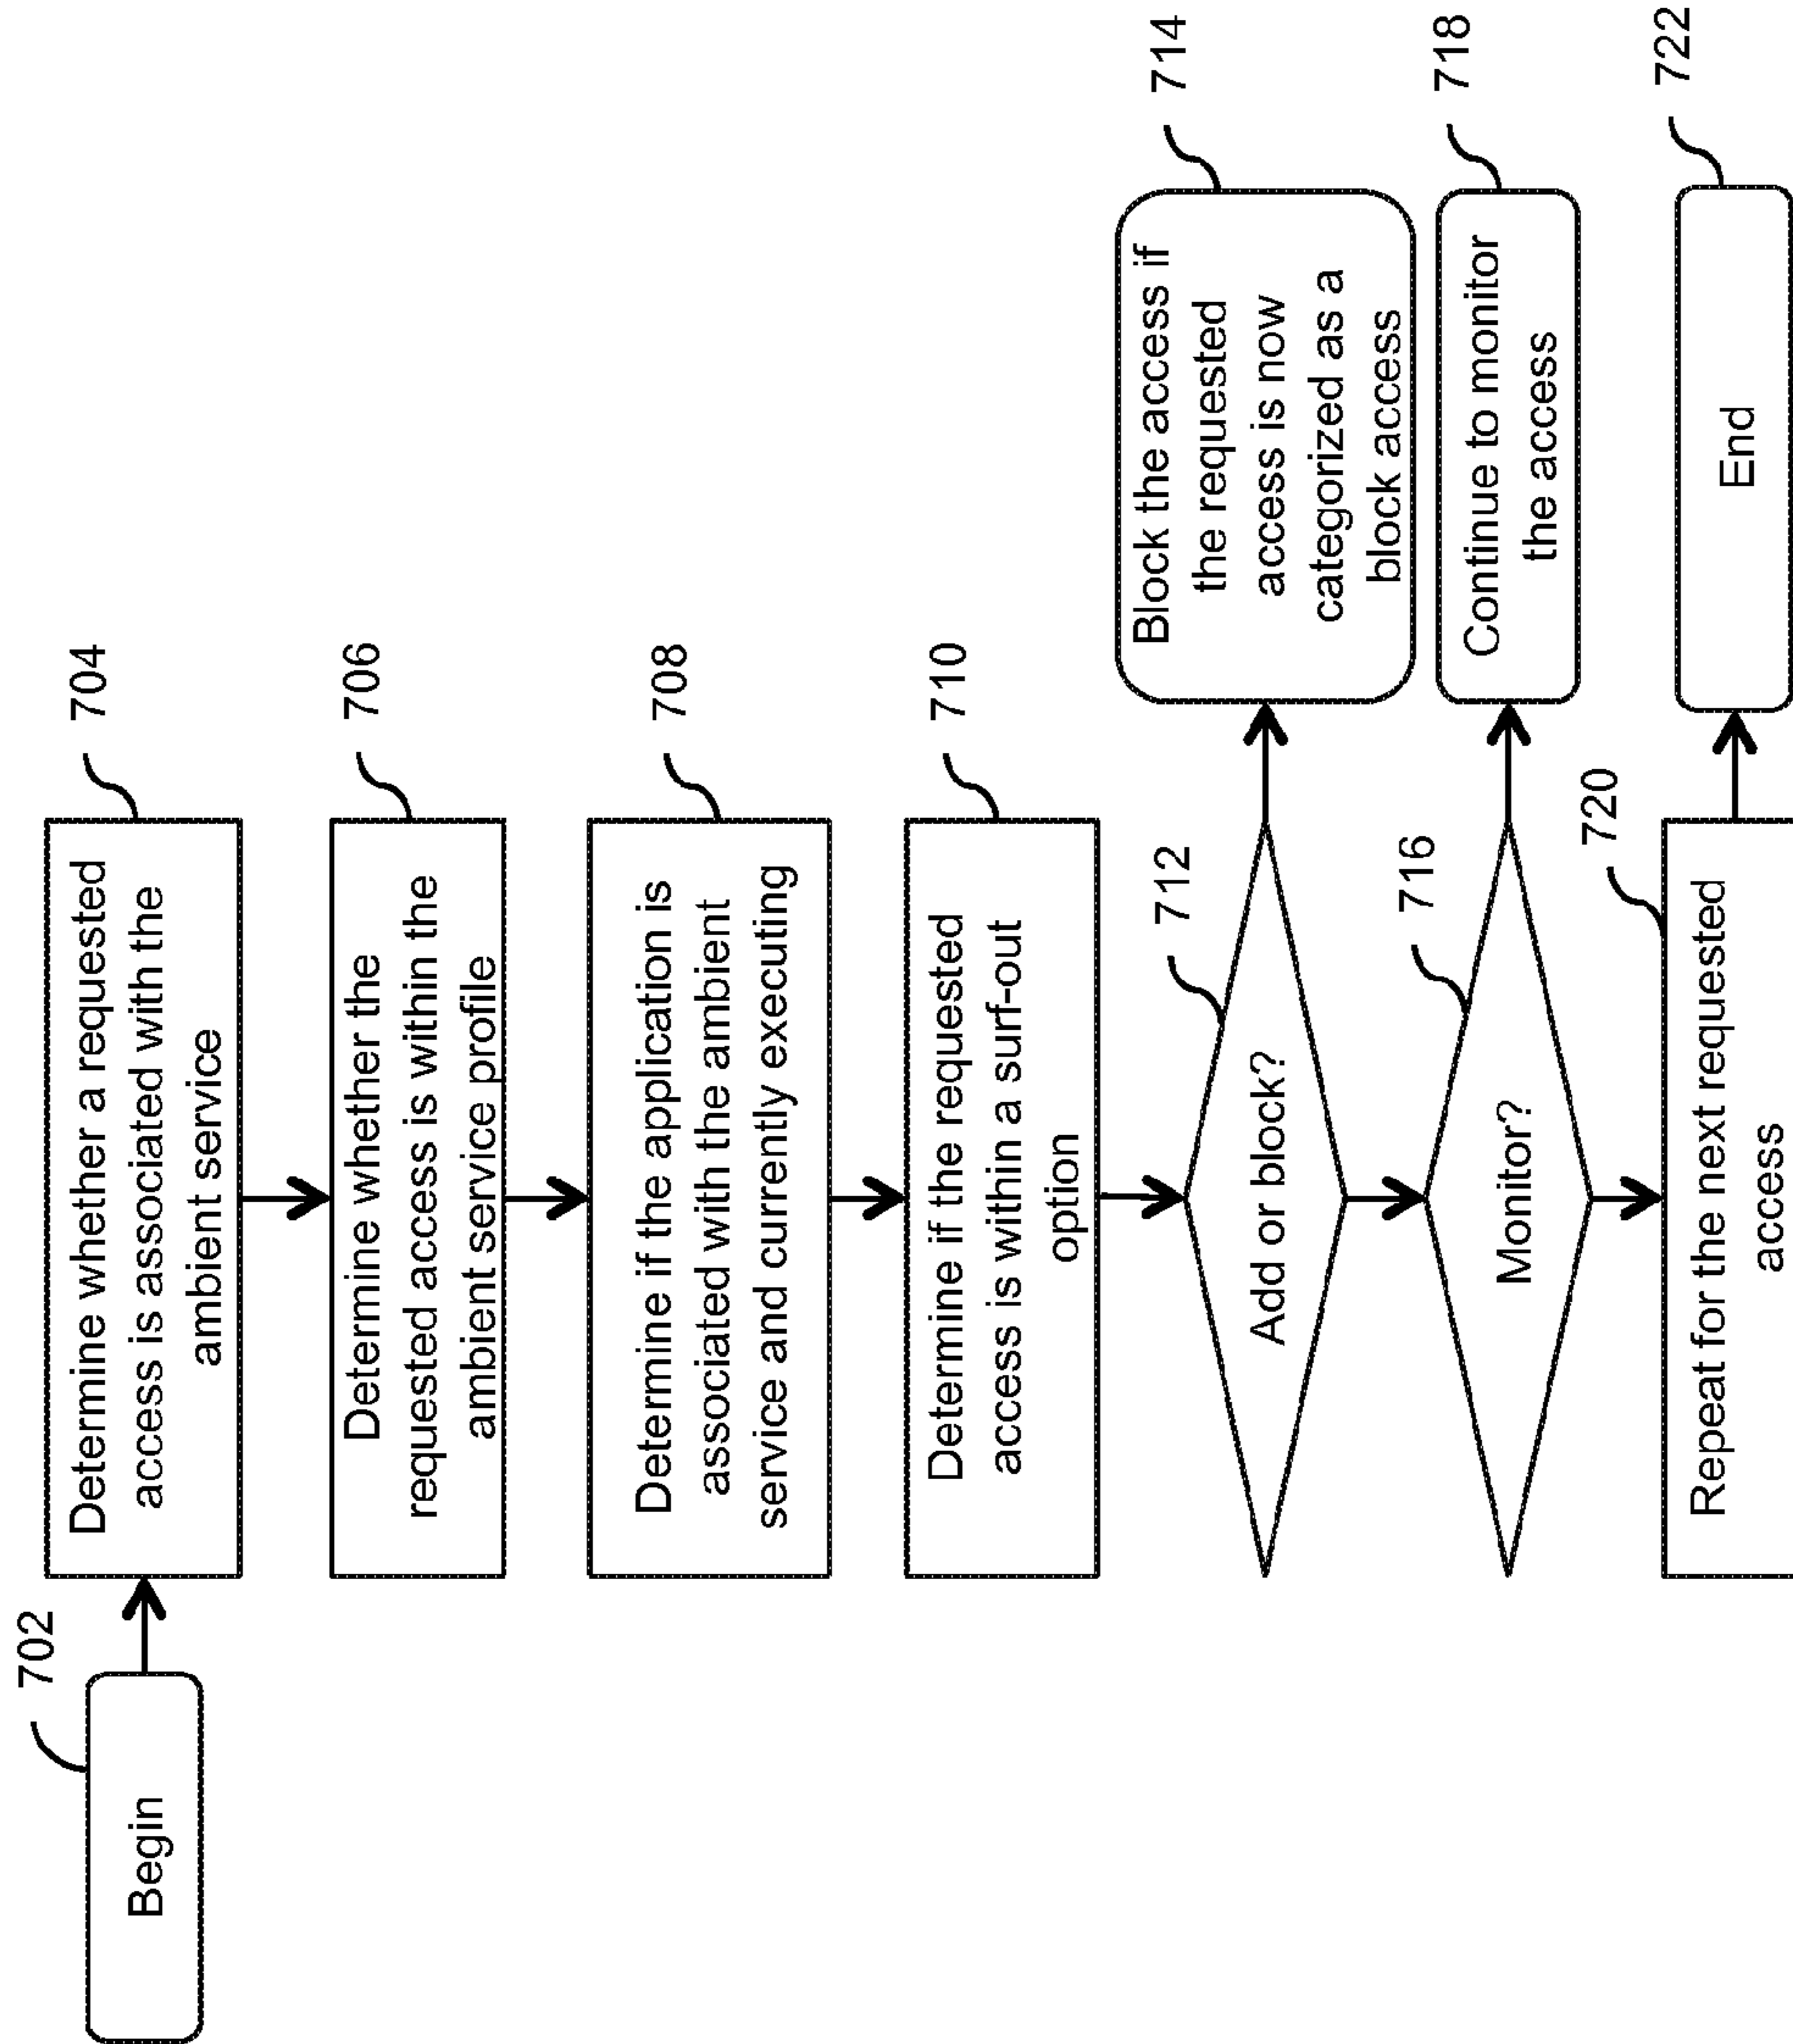 702
Begin
704
Determine whether a requested
access is associated with the
ambient service
706
Determine whether the
requested access is within the
ambient service profile
708
Determine if the application is
associated with the ambient
service and currently executing
710
Determine if the requested
access is within a surf-out
option
712
Add or block?
714
Block the access if
the requested
access is now
categorized as a
block access
716
Monitor?
718
Continue to monitor
the access
720
Repeat for the next requested
access
722
End